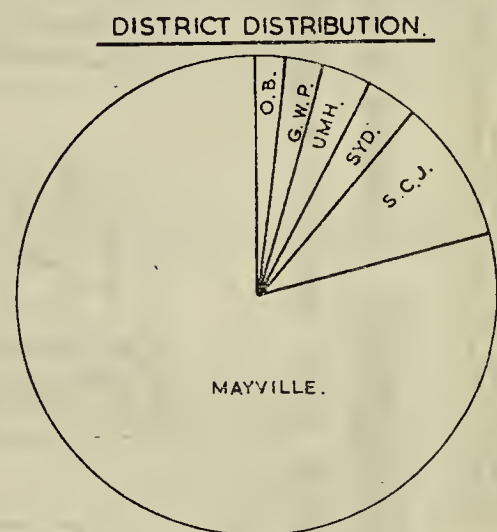 DISTRICT DISTRIBUTION.
O.B.
G.W.P.
UMH.
SYD.
S.C.J.
MAYVILLE.